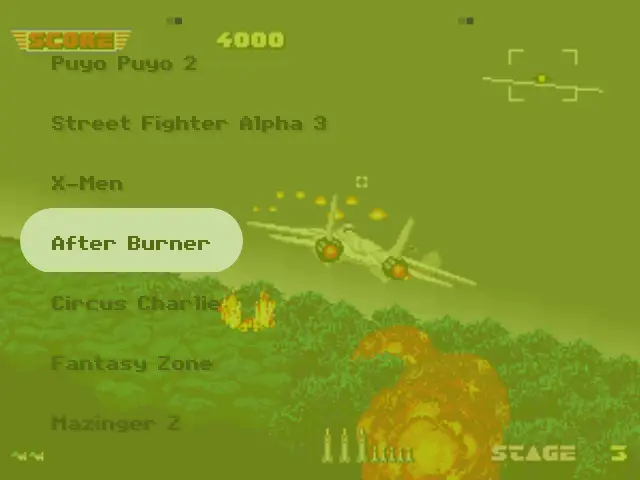 SCORE 4000
Puyo Puyo 2
Street Fighter Alpha 3
X-Men
After Burner
Circus Charlie
Fantasy Zone
Mazinger Z
STAGE 3